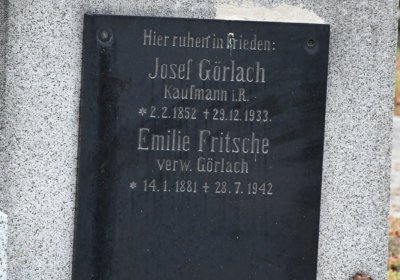 Hier ruhen in Frieden:
Josef Görlach
Kaufmann i.R.
* 2.2.1852 + 29.12.1933.
Emilie Fritsche
verw. Görlach
* 14.1.1881 + 28.7.1942